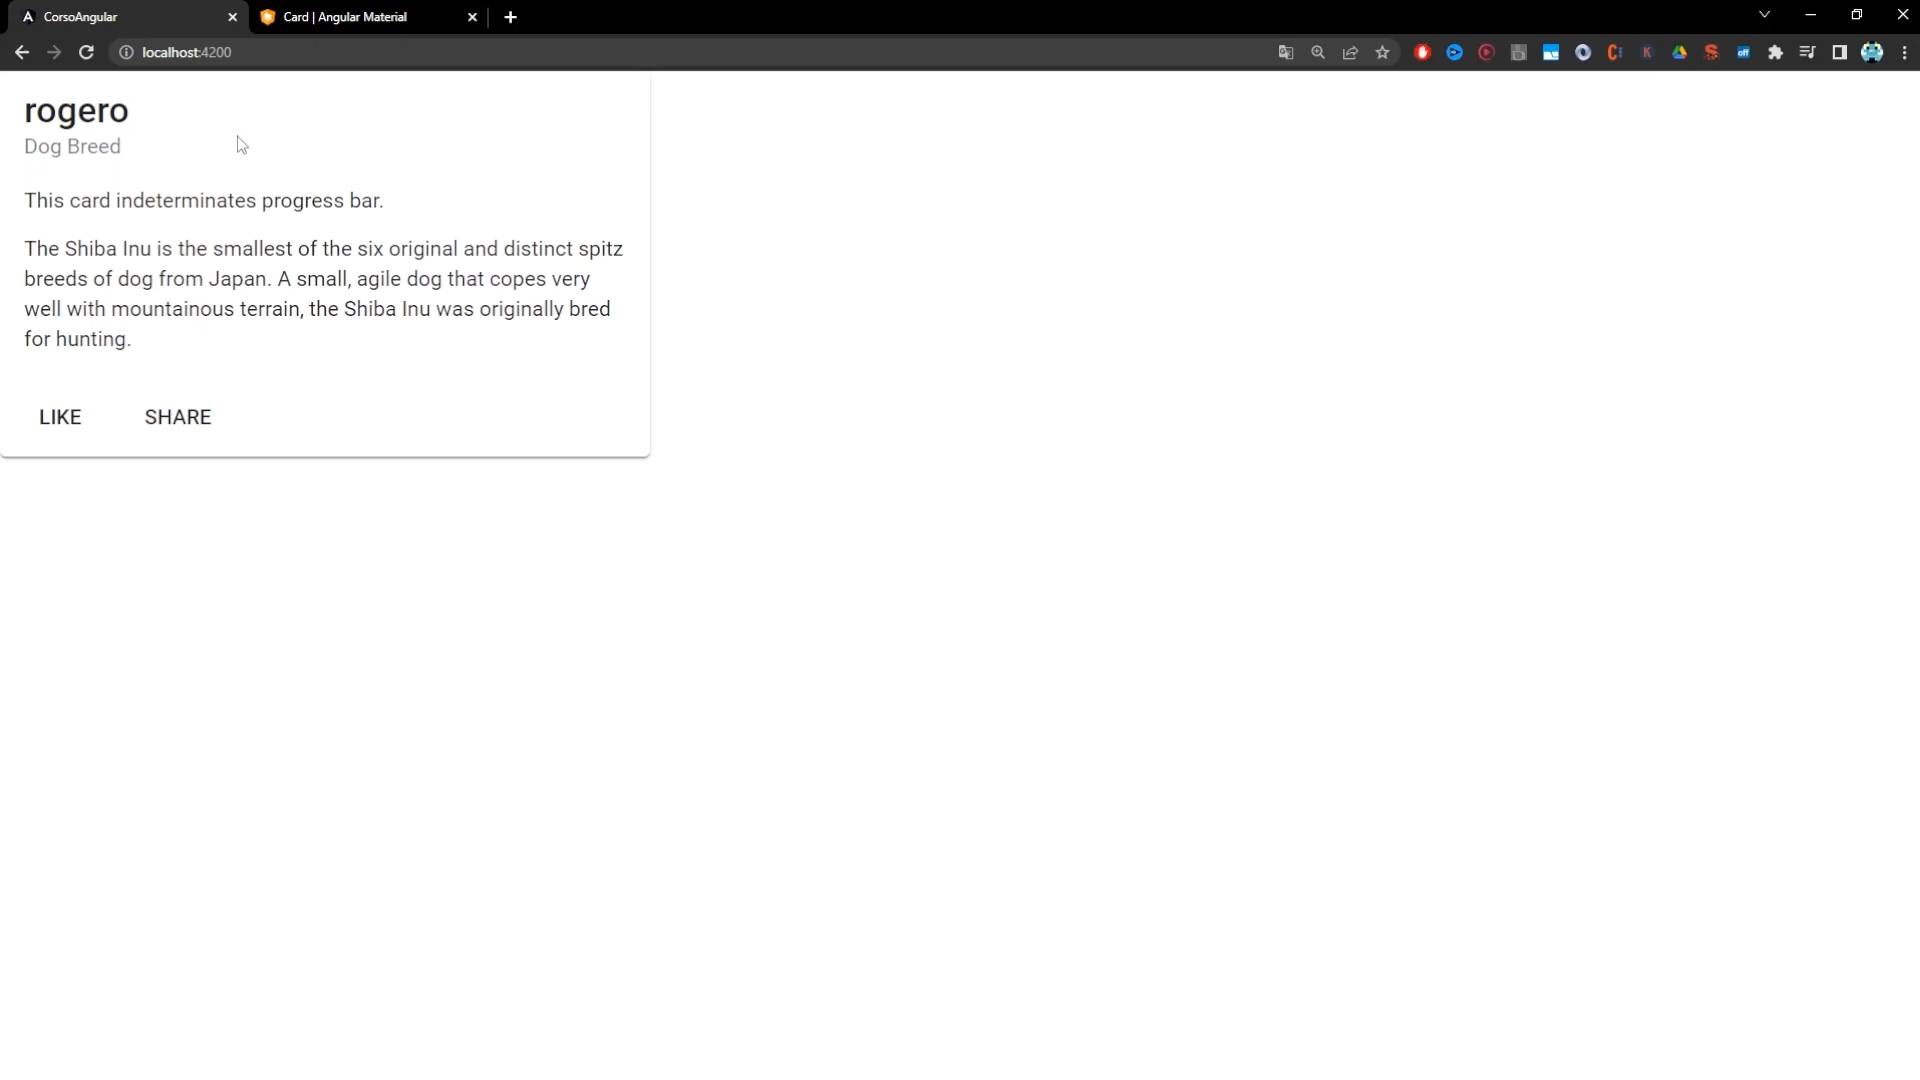 CorsoAngular
Card | Angular Material
localhost:4200
off
rogero
Dog Breed
This card indeterminates progress bar.
The Shiba Inu is the smallest of the six original and distinct spitz
breeds of dog from Japan. A small, agile dog that copes very
well with mountainous terrain, the Shiba Inu was originally bred
for hunting.
LIKE SHARE